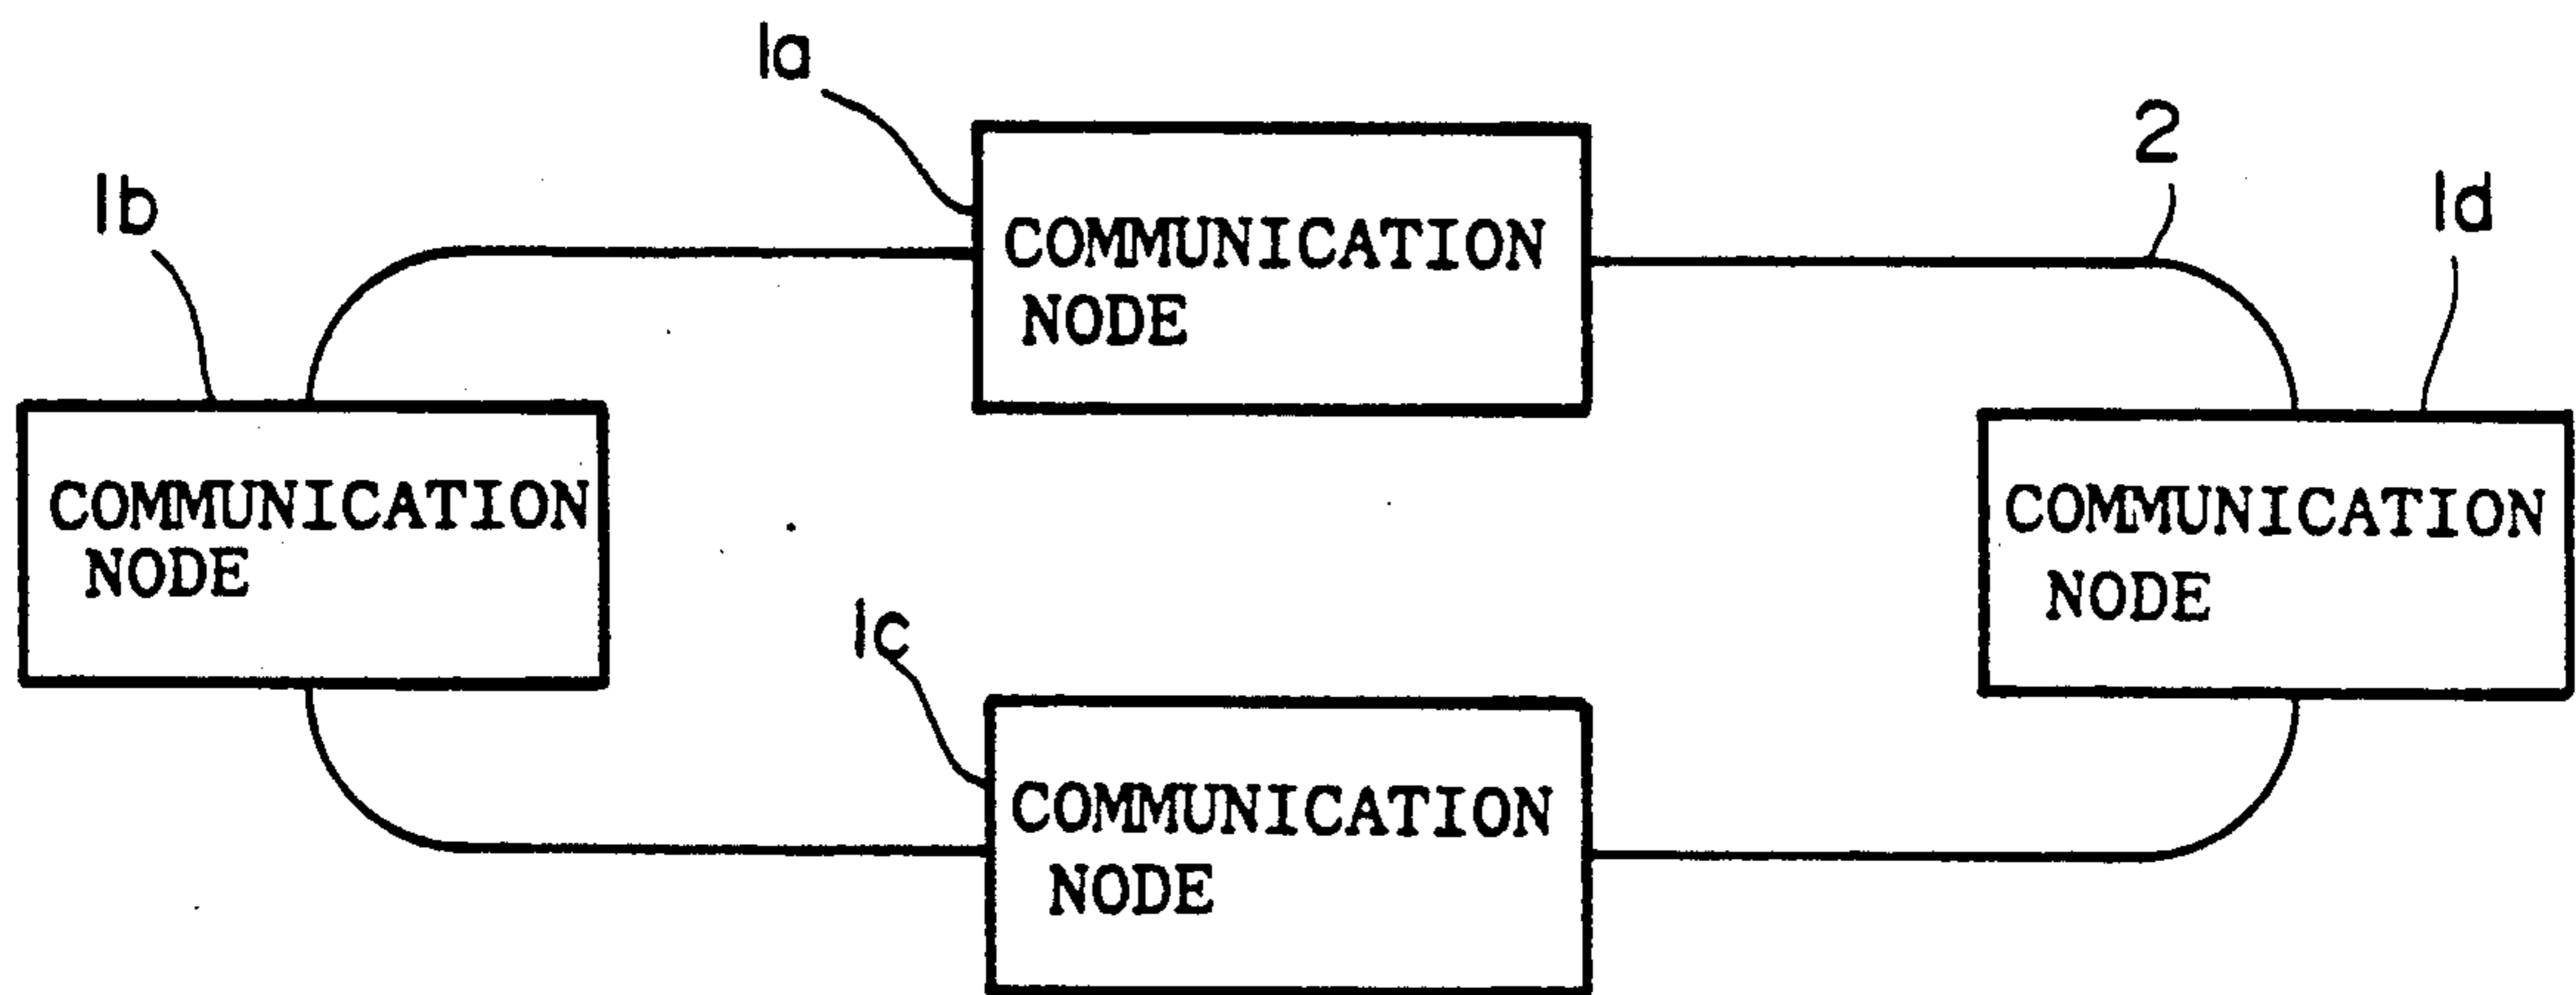 1a
2
1b
1d
COMMUNICATION
NODE
COMMUNICATION
NODE
COMMUNICATION
NODE
1c
COMMUNICATION
NODE